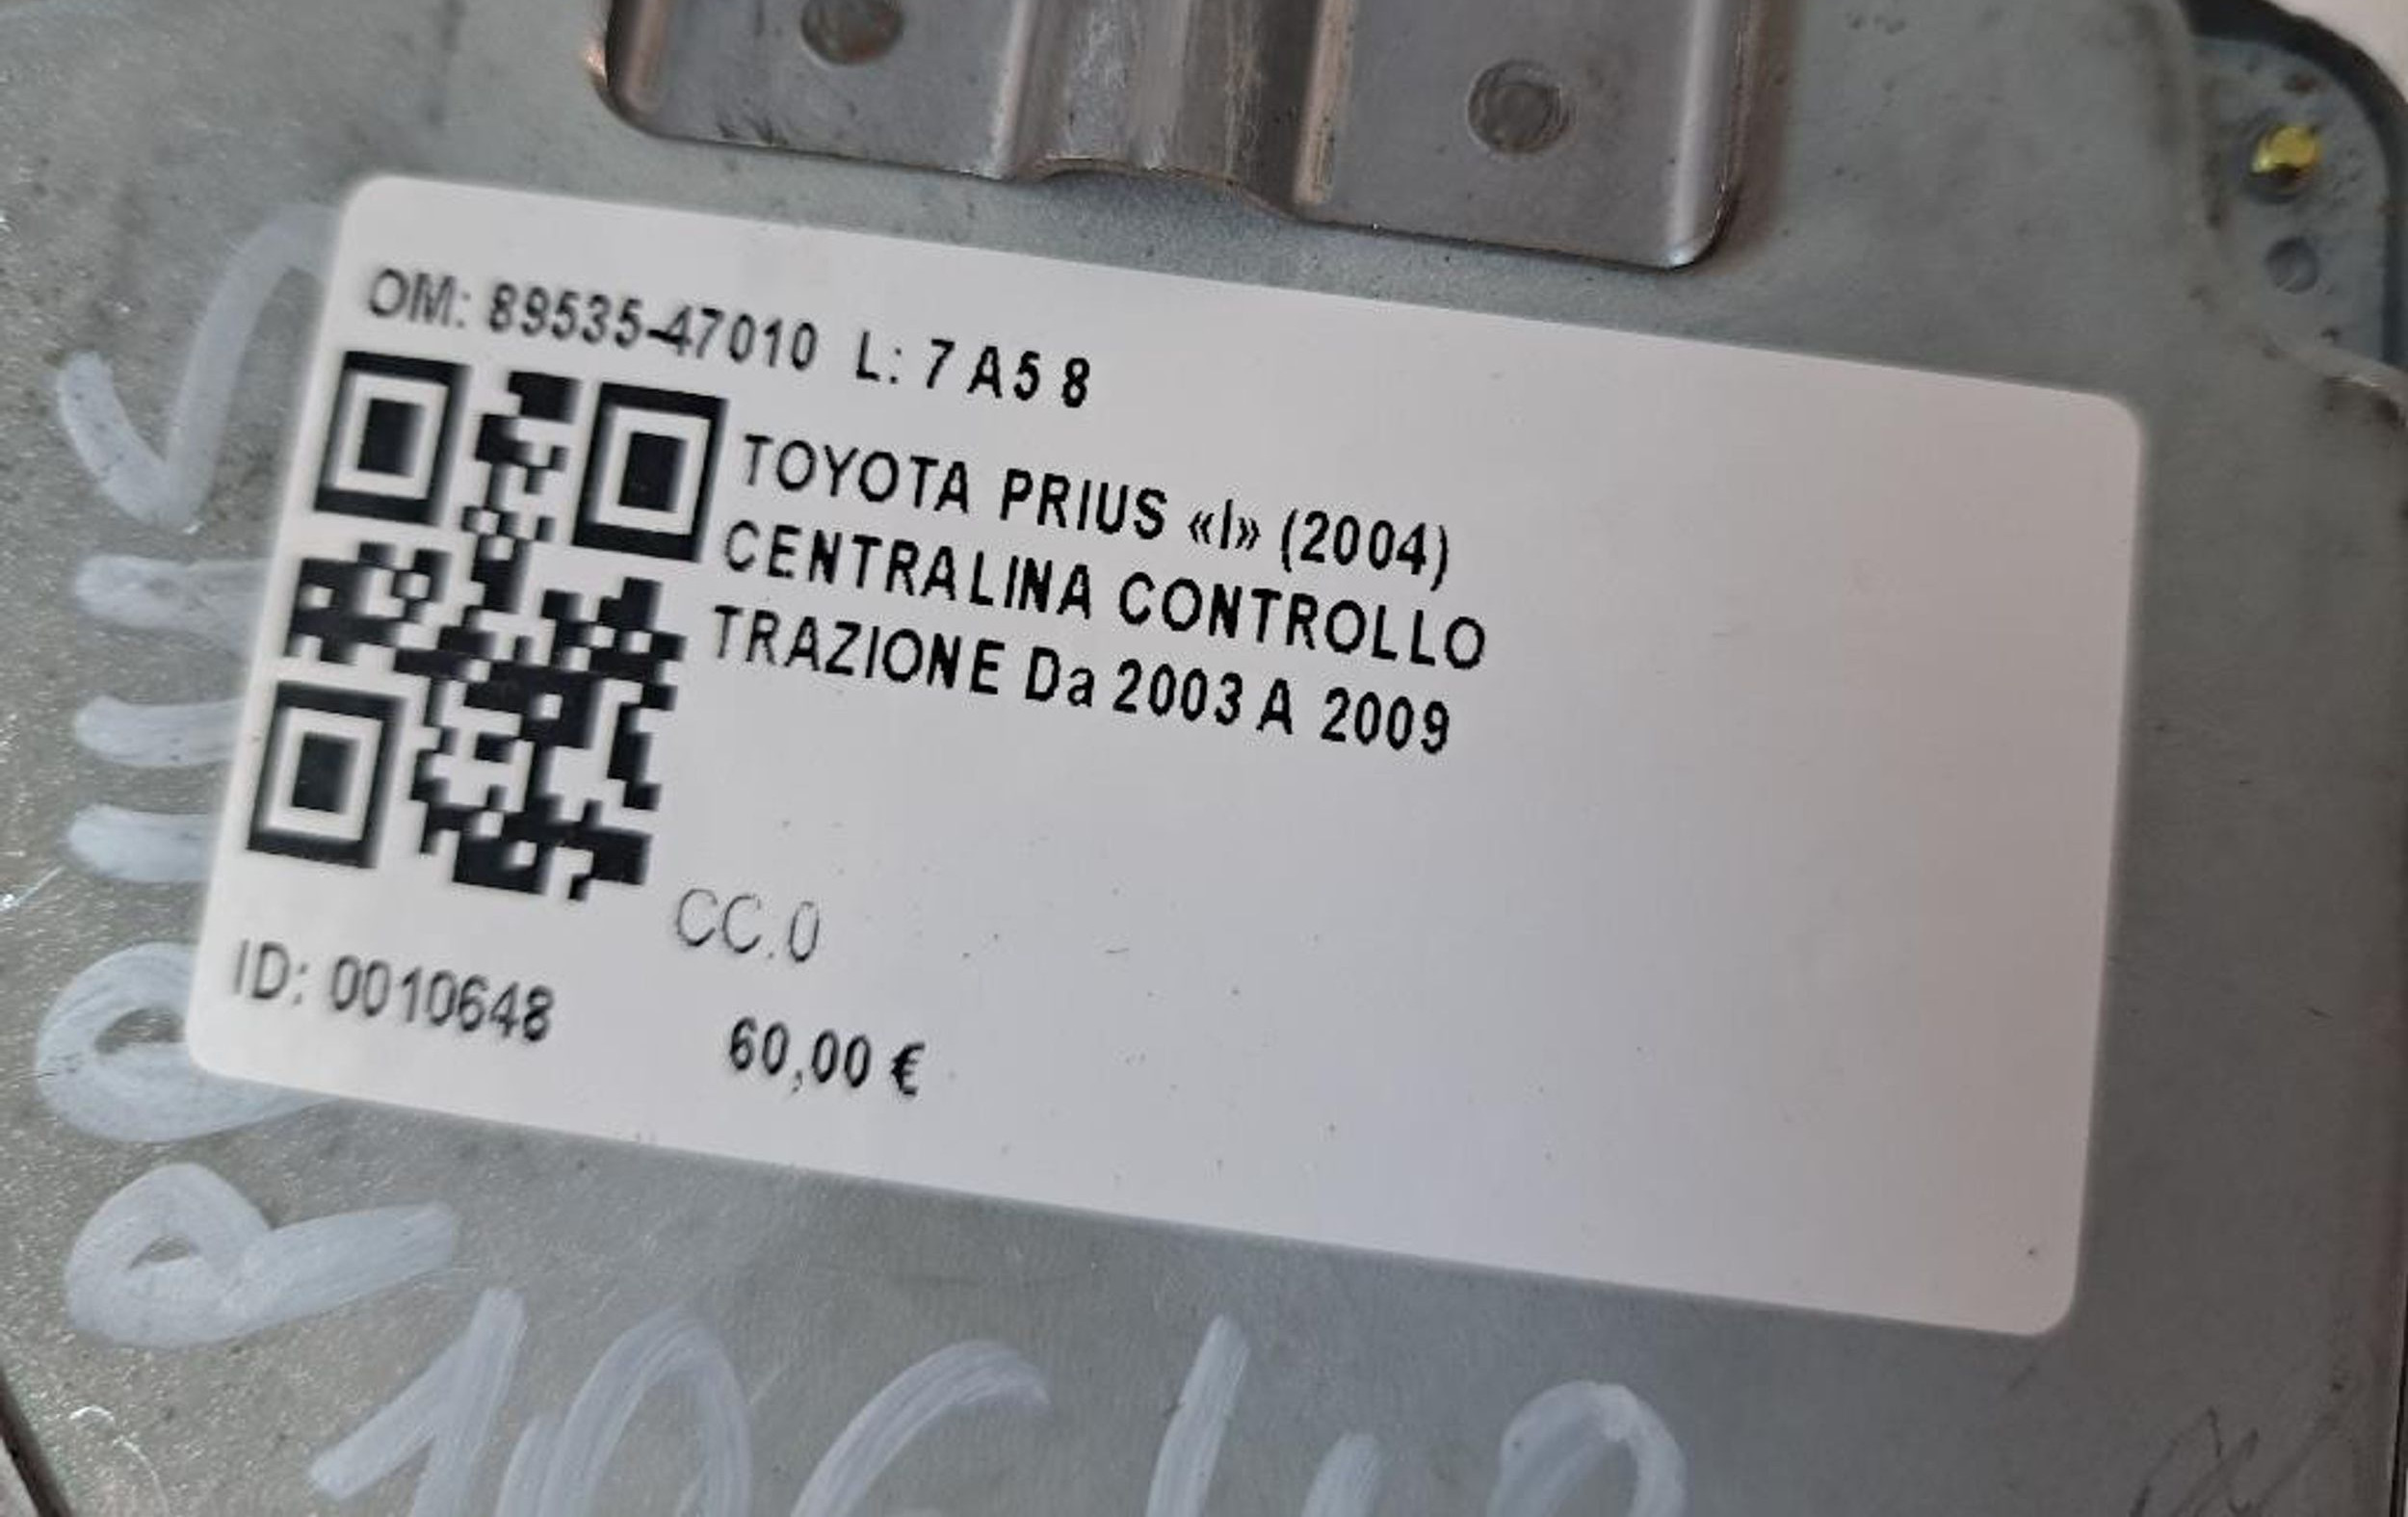 OM: 89535-47010 L: 7 A5 8
TOYOTA PRIUS «I» (2004)
CENTRALINA CONTROLLO
TRAZIONE Da 2003 A 2009
CC.0
ID: 0010648
60,00 €